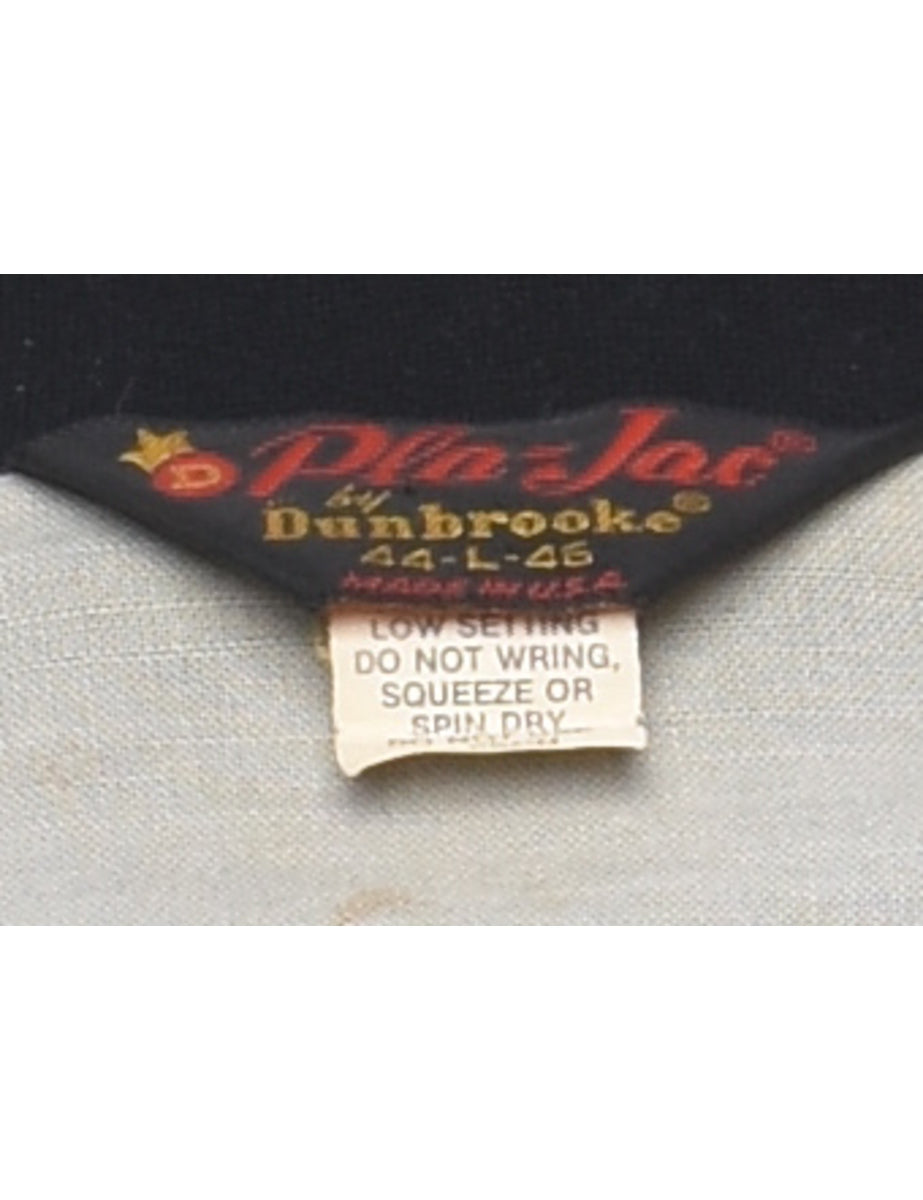 D Pla-Jac®
by
Dunbrooke®
44-L-46
MADE IN U.S.A
LOW SETTING
DO NOT WRING,
SQUEEZE OR
SPIN DRY